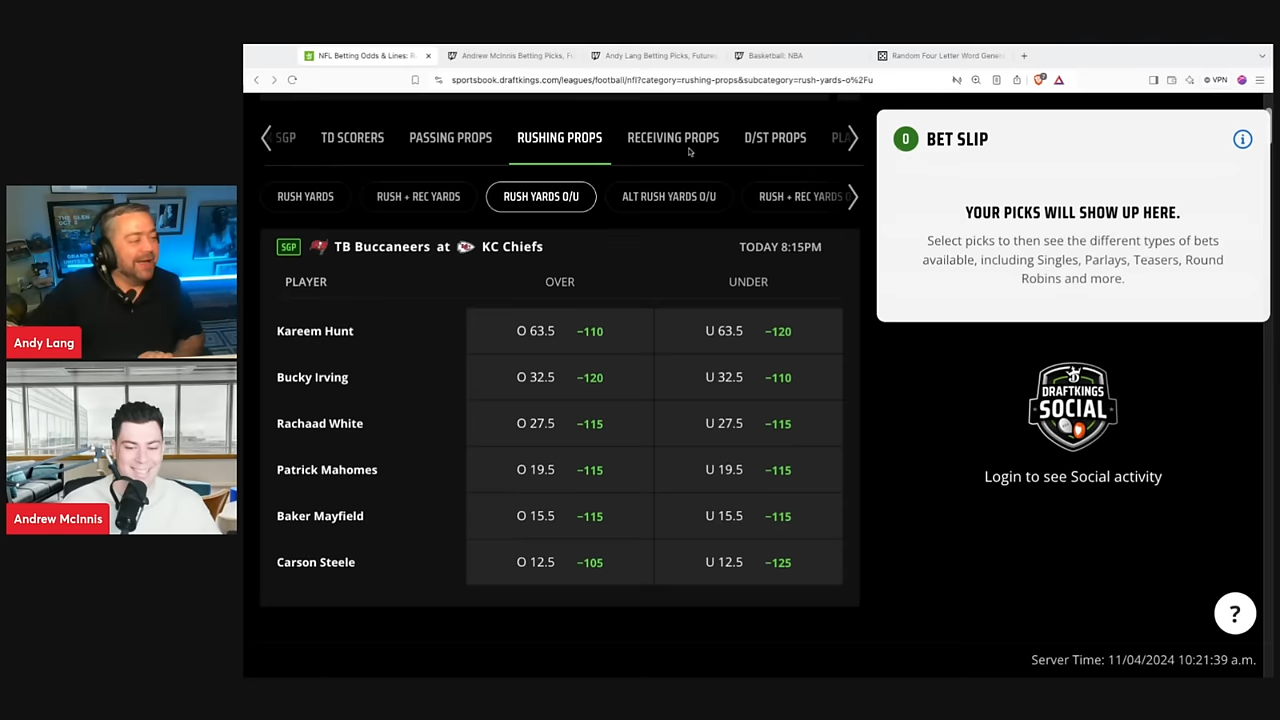 NFL Betting Odds & Lines: R
Andrew McInnis Betting Picks, F
Andy Lang Betting Picks, Future
Basketball: NBA
Random Four Letter Word Gener
sportsbook.draftkings.com/leagues/football/nfl?category=rushing-props&subcategory=rush-yards-o%2Fu
VPN
SGP TD SCORERS PASSING PROPS RUSHING PROPS RECEIVING PROPS D/ST PROPS
RUSH YARDS RUSH + REC YARDS RUSH YARDS O/U ALT RUSH YARDS O/U RUSH + REC YARDS O
SGP TB Buccaneers at KC Chiefs TODAY 8:15PM
PLAYER OVER UNDER
Kareem Hunt O 63.5 −110 U 63.5 −120
Bucky Irving O 32.5 −120 U 32.5 −110
Rachaad White O 27.5 −115 U 27.5 −115
Patrick Mahomes O 19.5 −115 U 19.5 −115
Baker Mayfield O 15.5 −115 U 15.5 −115
Carson Steele O 12.5 −105 U 12.5 −125
0 BET SLIP
YOUR PICKS WILL SHOW UP HERE.
Select picks to then see the different types of bets
available, including Singles, Parlays, Teasers, Round
Robins and more.
DRAFTKINGS
SOCIAL
Login to see Social activity
?
Server Time: 11/04/2024 10:21:39 a.m.
Andy Lang
Andrew McInnis